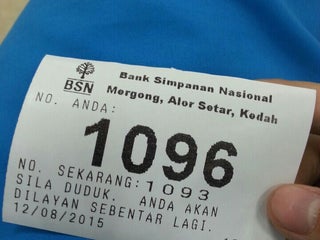 BSN
Bank Simpanan Nasional
Mergong, Alor Setar, Kedah
NO. ANDA:
1096
NO. SEKARANG:1093
SILA DUDUK. ANDA AKAN
DILAYAN SEBENTAR LAGI.
12/08/2015